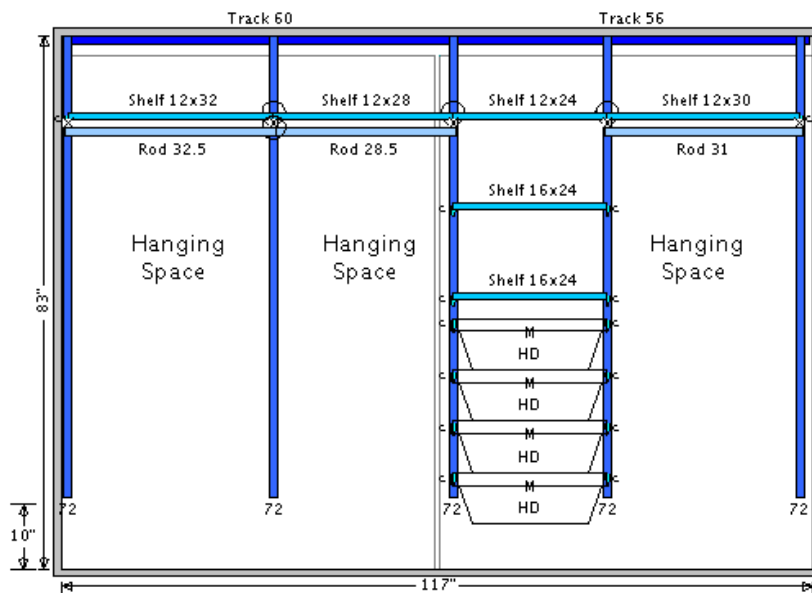 Track 60
Track 56
Shelf 12x32
Shelf 12x28
Shelf 12x24
Shelf 12x30
Rod 32.5
Rod 28.5
Rod 31
Shelf 16x24
Hanging
Space
Hanging
Space
Hanging
Space
Shelf 16x24
83"
M
HD
M
HD
M
HD
M
HD
72
72
72
72
72
10"
117"